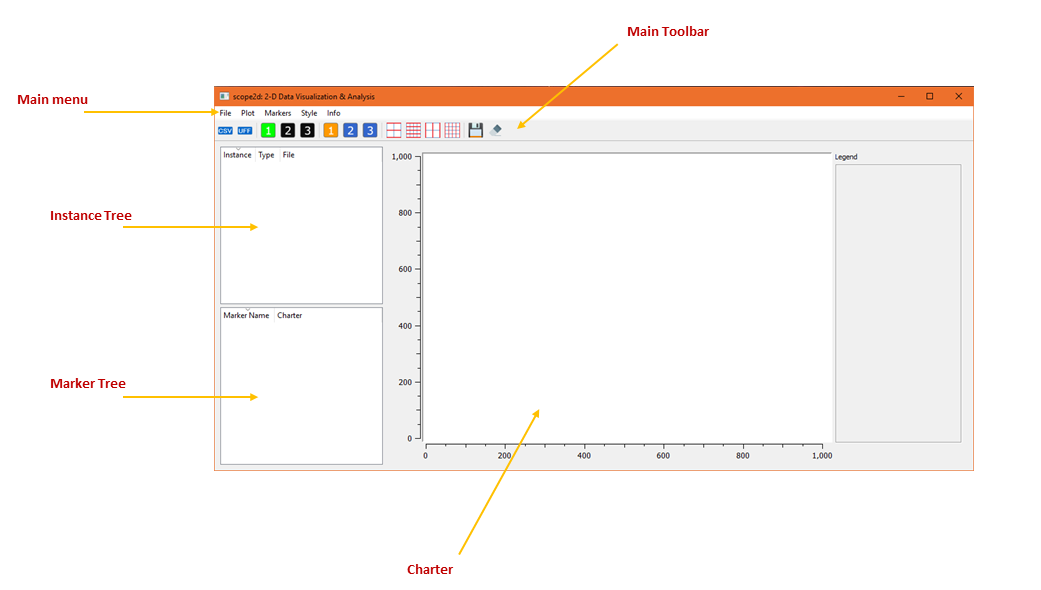 Main Toolbar
Main menu
scope2d: 2-D Data Visualization & Analysis
File Plot Markers Style Info
CSV UFF 1 2 3 1 2 3
Instance Type File
1,000
Legend
800
Instance Tree
600
Marker Name Charter
400
Marker Tree
200
0
0 200 400 600 800 1,000
Charter